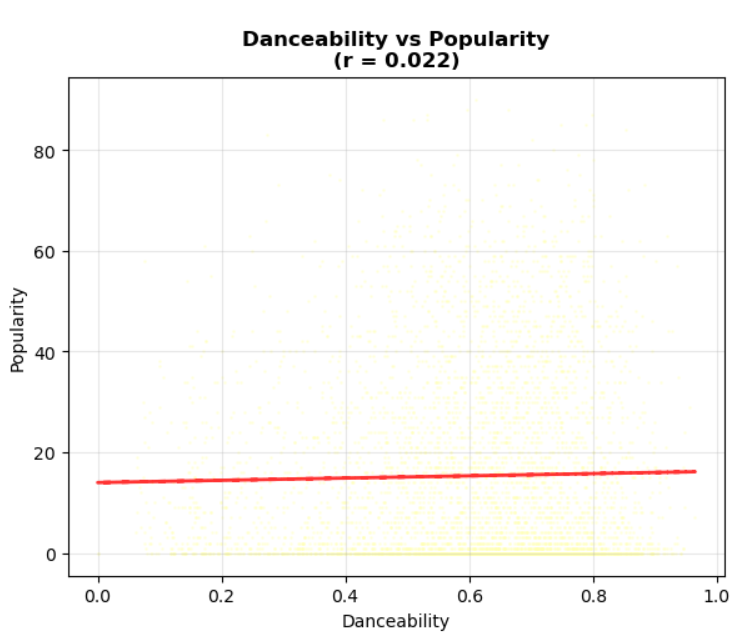 Danceability vs Popularity
(r = 0.022)
Popularity
80
60
40
20
0
0.0 0.2 0.4 0.6 0.8 1.0
Danceability